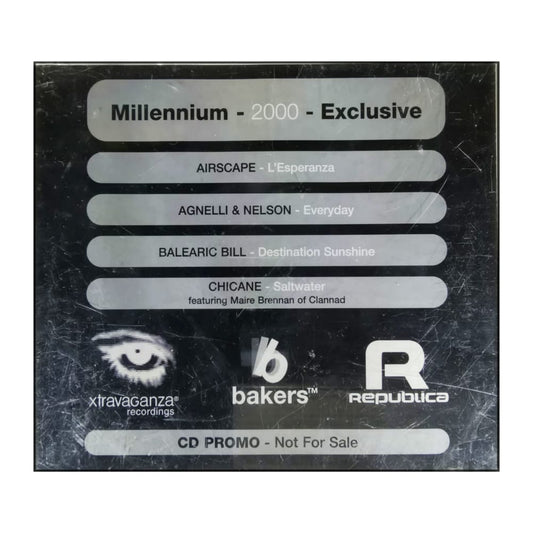 Millennium - 2000 - Exclusive
AIRSCAPE - L'Esperanza
AGNELLI & NELSON - Everyday
BALEARIC BILL - Destination Sunshine
CHICANE - Saltwater
featuring Maire Brennan of Clannad
xtravaganza®
recordings
b
bakers™
R
Republica
CD PROMO - Not For Sale